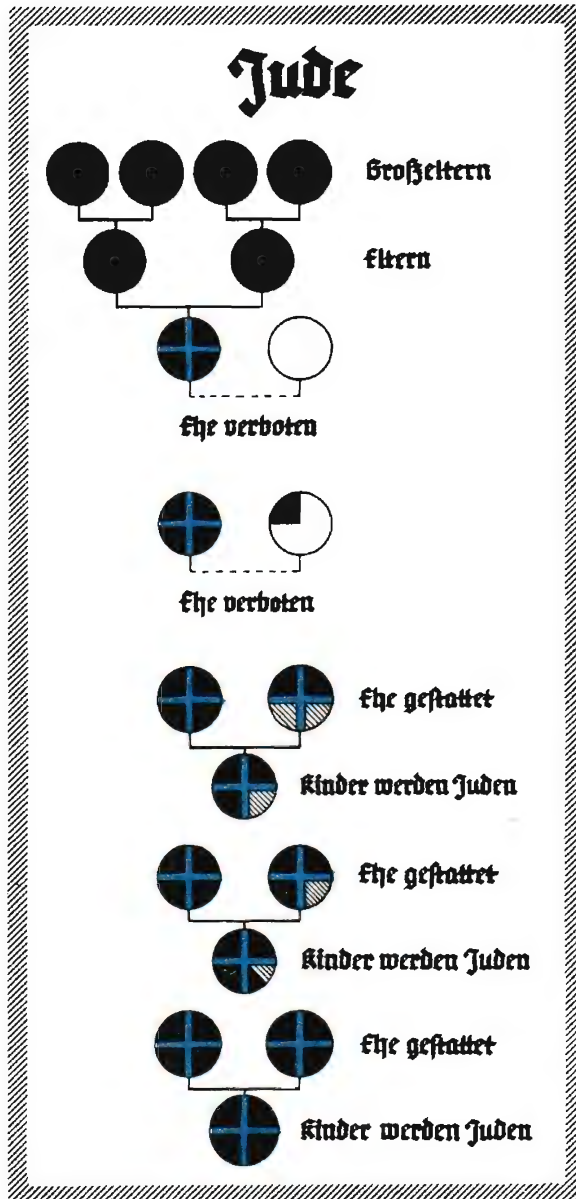 Jude
Großeltern
Eltern
Ehe verboten
Ehe verboten
Ehe gestattet
Kinder werden Juden
Ehe gestattet
Kinder werden Juden
Ehe gestattet
Kinder werden Juden